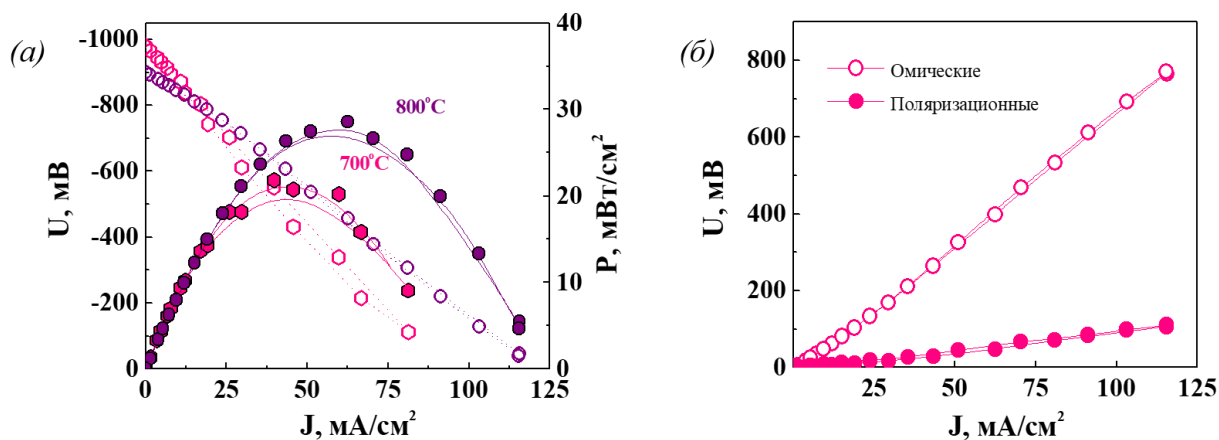 (а)
U, мВ
-1000
-800
-600
-400
-200
0
0
25
50
75
100
125
J, мА/см²
40
30
20
10
0
P, мВт/см²
800°C
700°C
(б)
U, мВ
800
600
400
200
0
25
50
75
100
125
J, мА/см²
Омические
Поляризационные